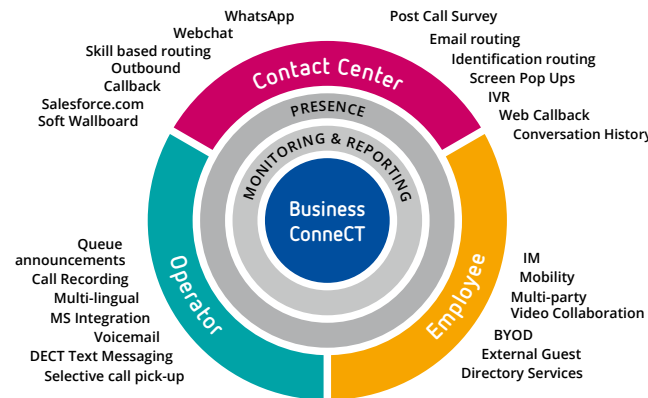 WhatsApp
Webchat
Skill based routing
Outbound
Callback
Salesforce.com
Soft Wallboard
Post Call Survey
Email routing
Identification routing
Screen Pop Ups
IVR
Web Callback
Conversation History
Contact Center
PRESENCE
MONITORING & REPORTING
Business
ConneCT
Operator
Employee
Queue
announcements
Call Recording
Multi-lingual
MS Integration
Voicemail
DECT Text Messaging
Selective call pick-up
IM
Mobility
Multi-party
Video Collaboration
BYOD
External Guest
Directory Services